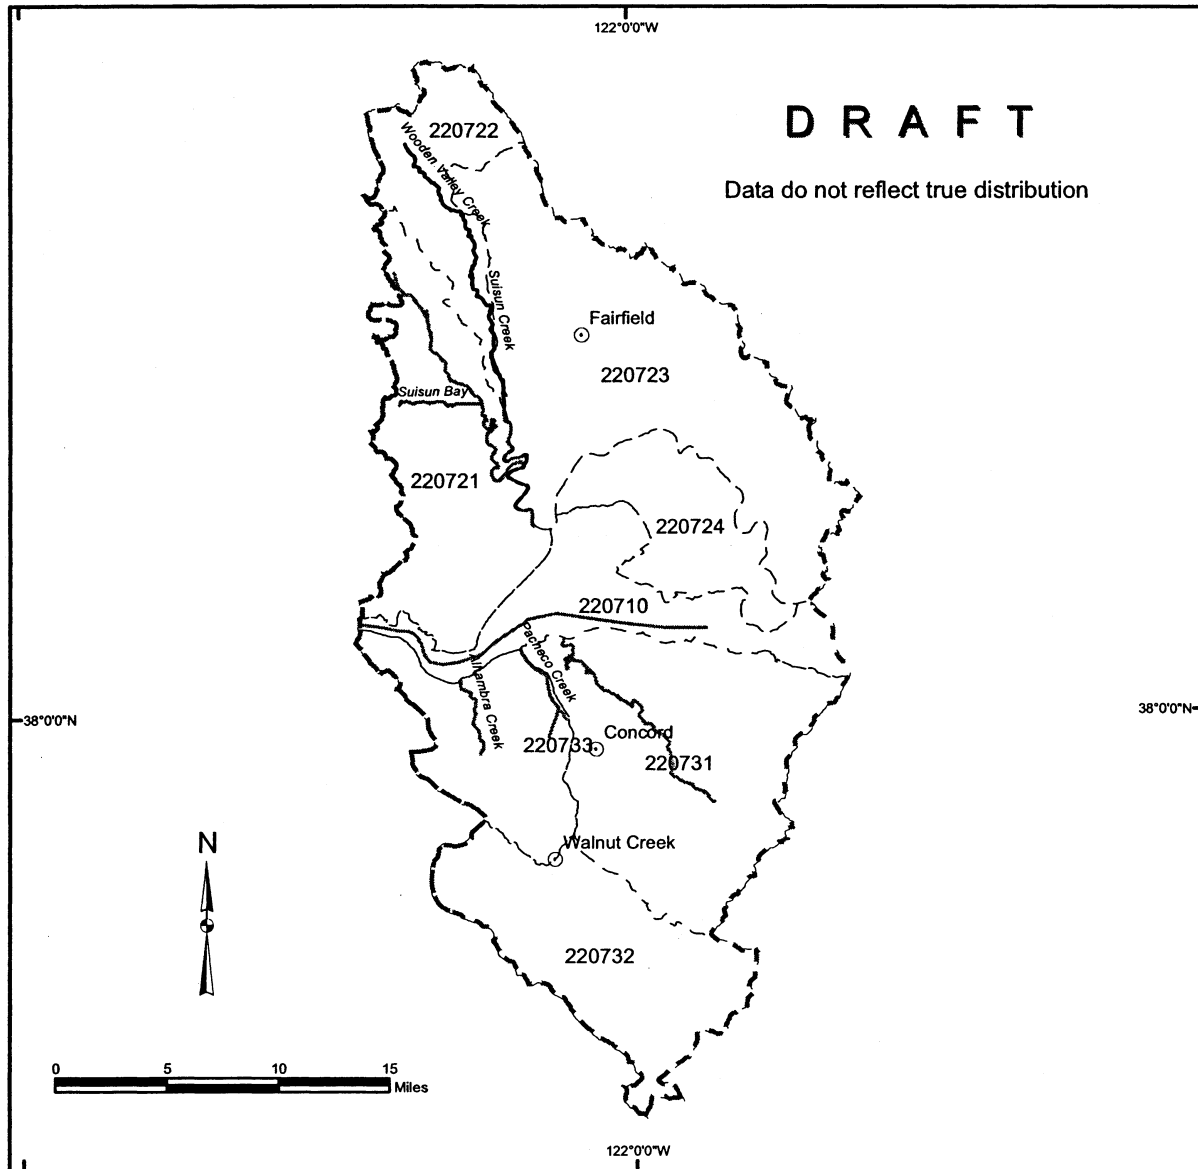 122°0'0"W
D R A F T
Data do not reflect true distribution
220722
Wooden Valley Creek
Suisun Creek
Fairfield
220723
Suisun Bay
220721
220724
220710
Pacheco Creek
Alhambra Creek
38°0'0"N
38°0'0"N
Concord
220733
220731
N
Walnut Creek
220732
0 5 10 15
Miles
122°0'0"W